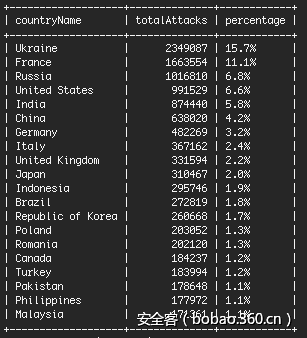 +-------------------+--------------+------------+
| countryName | totalAttacks | percentage |
+-------------------+--------------+------------+
| Ukraine | 2349087 | 15.7%
| France | 1663554 | 11.1%
| Russia | 1016810 | 6.8%
| United States | 991529 | 6.6%
| India | 874440 | 5.8%
| China | 638020 | 4.2%
| Germany | 482269 | 3.2%
| Italy | 367162 | 2.4%
| United Kingdom | 331594 | 2.2%
| Japan | 310467 | 2.0%
| Indonesia | 295746 | 1.9%
| Brazil | 272819 | 1.8%
| Republic of Korea | 260668 | 1.7%
| Poland | 203052 | 1.3%
| Romania | 202120 | 1.3%
| Canada | 184237 | 1.2%
| Turkey | 183994 | 1.2%
| Pakistan | 178648 | 1.1%
| Philippines | 177972 | 1.1%
| Malaysia | 171361 | 1.1%
安全客（bobao.360.cn）